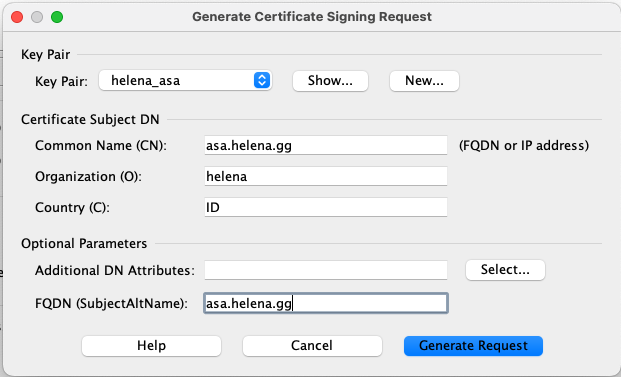 Generate Certificate Signing Request
Key Pair
Key Pair: helena_asa Show... New...
Certificate Subject DN
Common Name (CN): asa.helena.gg (FQDN or IP address)
Organization (O): helena
Country (C): ID
Optional Parameters
Additional DN Attributes: Select...
FQDN (SubjectAltName): asa.helena.gg
Help Cancel Generate Request